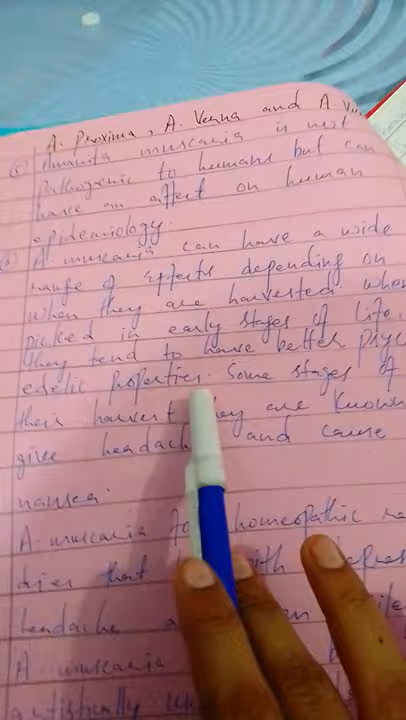 A. Proxima, A. Verna and A. V
(c) Amanita muscaria is not
pathogenic to humans but can
have an affect on human
epidemiology.
A. muscaria can have a wide
range of effects depending on
when they are harvested when
picked in early stages of life,
they tend to have better psyc
edelic properties. Some stages of
their harvest they are known
give headach and cause
nausea.
A. muscaria homeopathic
dies that
headache
A muscaria